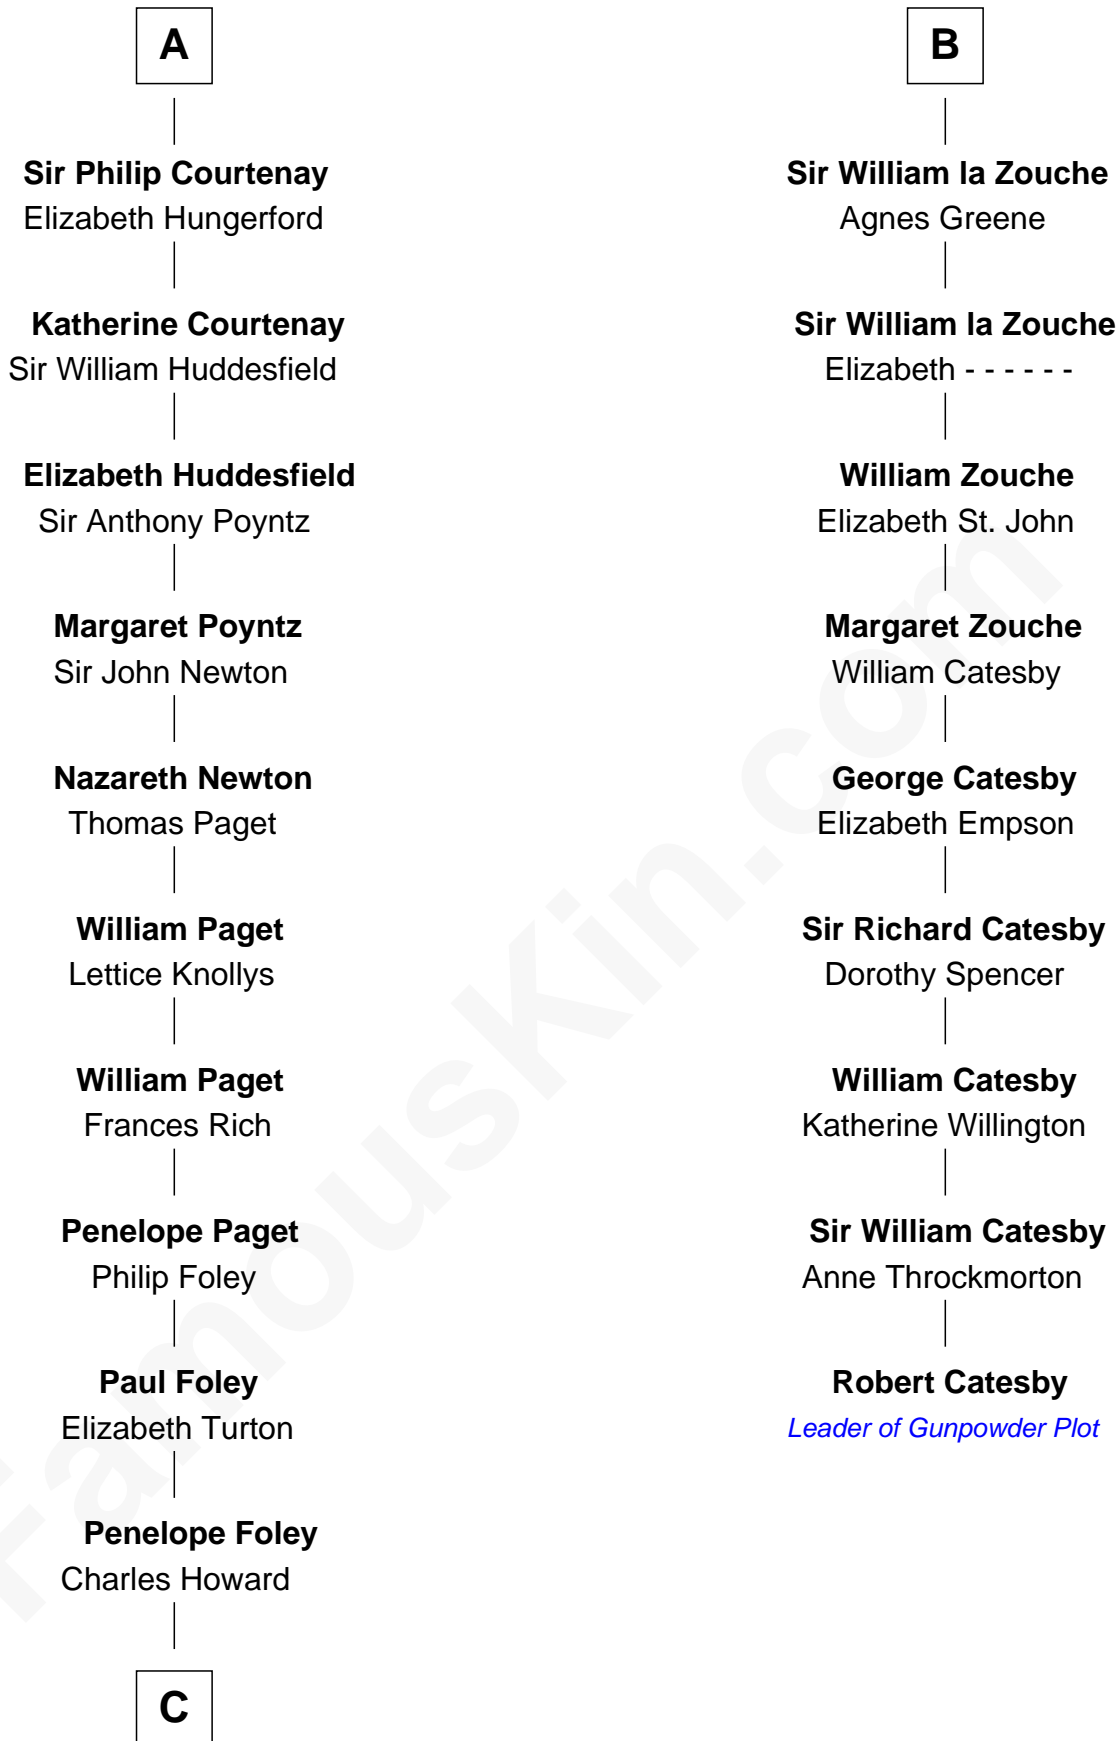 A
Sir Philip Courtenay
Elizabeth Hungerford
Katherine Courtenay
Sir William Huddesfield
Elizabeth Huddesfield
Sir Anthony Poyntz
Margaret Poyntz
Sir John Newton
Nazareth Newton
Thomas Paget
William Paget
Lettice Knollys
William Paget
Frances Rich
Penelope Paget
Philip Foley
Paul Foley
Elizabeth Turton
Penelope Foley
Charles Howard
C
B
Sir William la Zouche
Agnes Greene
Sir William la Zouche
Elizabeth - - - - - -
William Zouche
Elizabeth St. John
Margaret Zouche
William Catesby
George Catesby
Elizabeth Empson
Sir Richard Catesby
Dorothy Spencer
William Catesby
Katherine Willington
Sir William Catesby
Anne Throckmorton
Robert Catesby
Leader of Gunpowder Plot
FamousKin.com